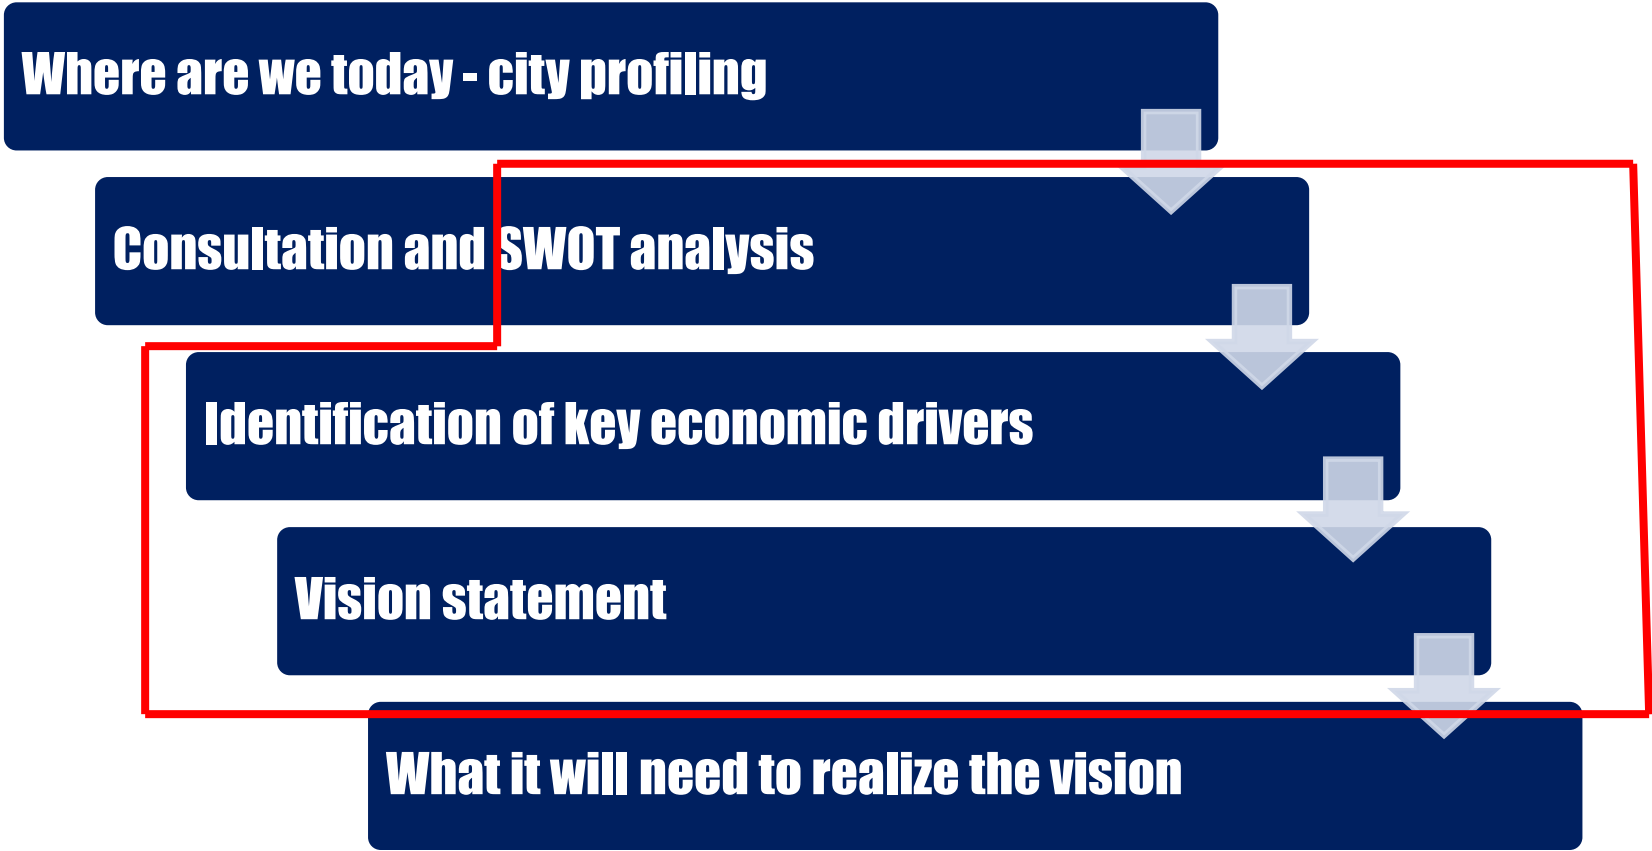 Where are we today - city profiling
Consultation and SWOT analysis
Identification of key economic drivers
Vision statement
What it will need to realize the vision